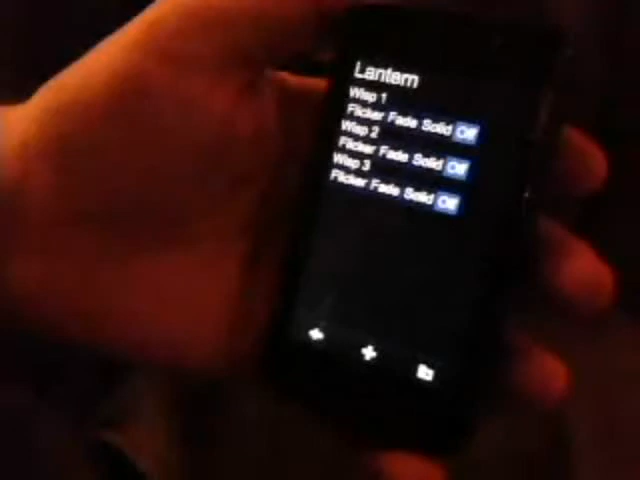 Lantern
Wisp 1
Flicker Fade Solid Off
Wisp 2
Flicker Fade Solid Off
Wisp 3
Flicker Fade Solid Off